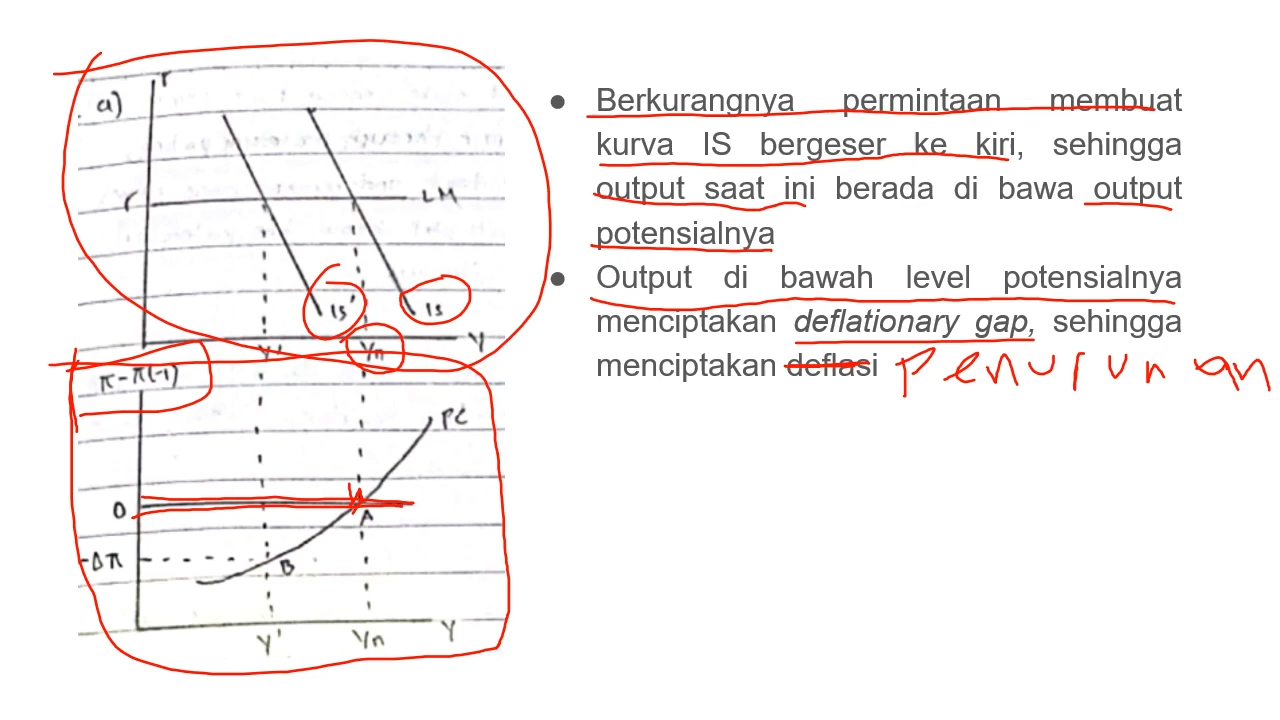 a)
r
r
LM
IS'
IS
Y'
Yn
Y
π-π(-1)
PC
0
A
-Δπ
B
Y'
Yn
Y
● Berkurangnya permintaan membuat
kurva IS bergeser ke kiri, sehingga
output saat ini berada di bawa output
potensialnya
● Output di bawah level potensialnya
menciptakan deflationary gap, sehingga
menciptakan deflasi Penurunan